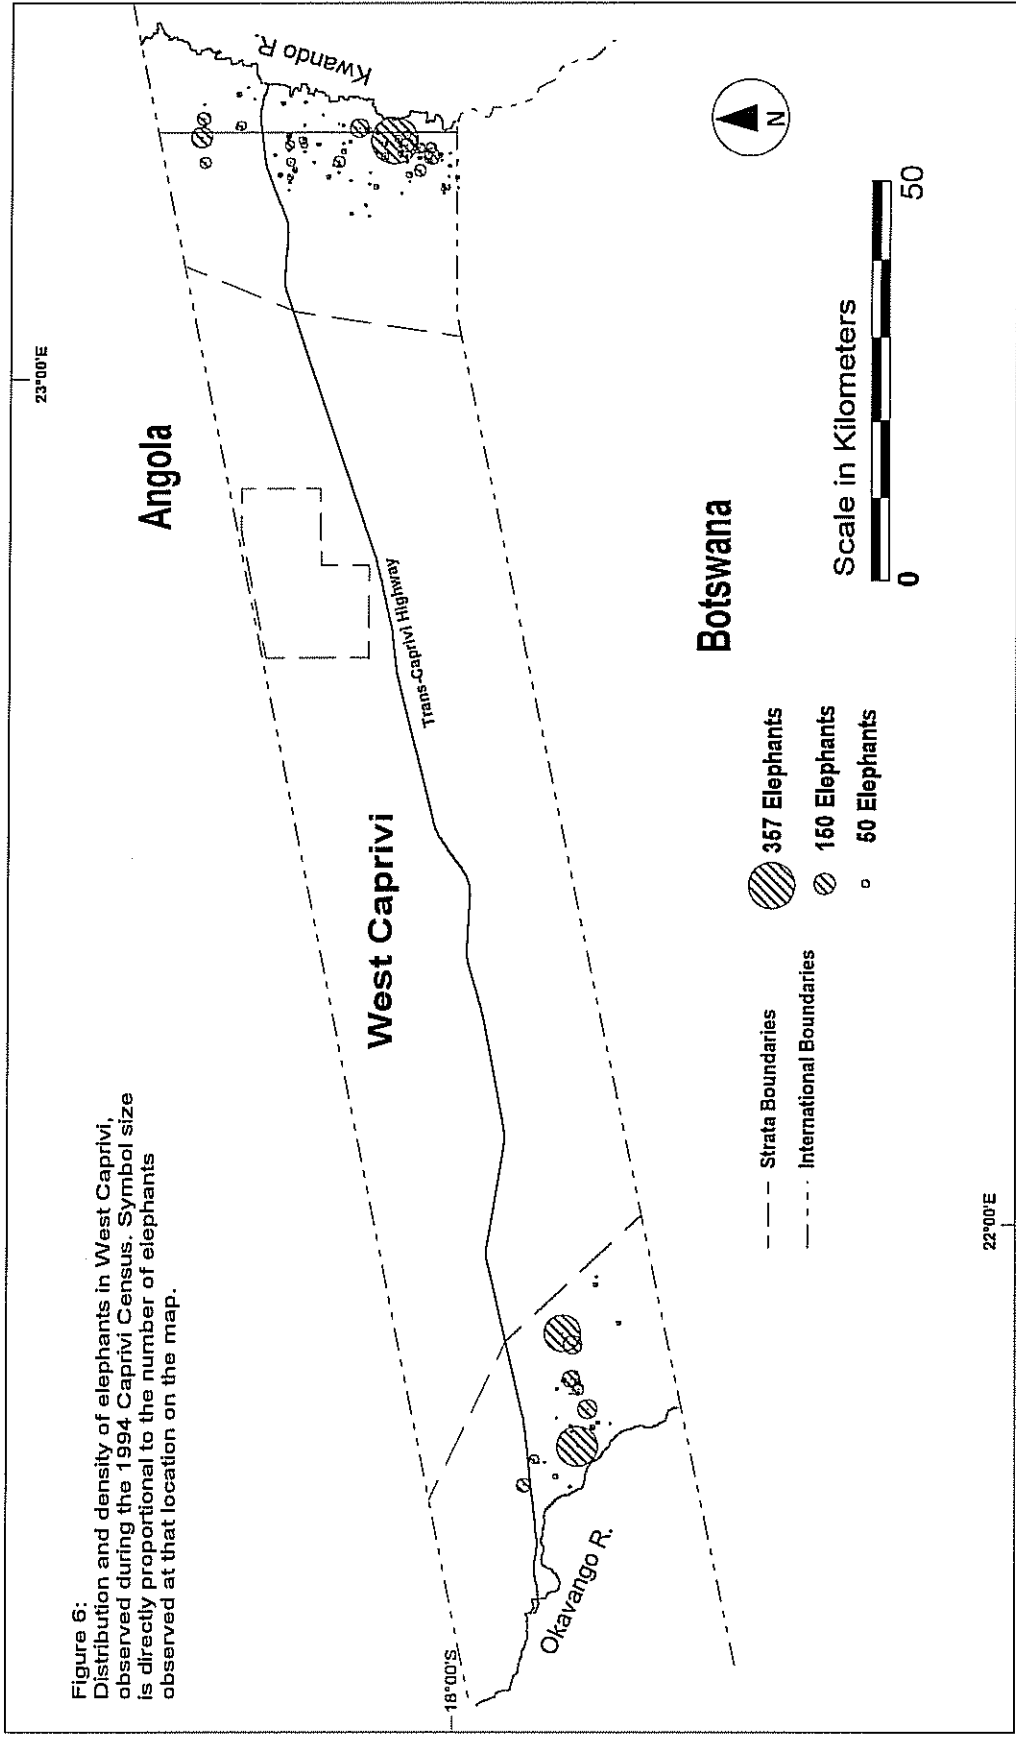 Figure 6:
Distribution and density of elephants in West Caprivi,
observed during the 1994 Caprivi Census. Symbol size
is directly proportional to the number of elephants
observed at that location on the map.
23°00'E
Angola
Kwando R.
West Caprivi
Trans-Caprivi Highway
18°00'S
Okavango R.
Botswana
Strata Boundaries
International Boundaries
357 Elephants
150 Elephants
50 Elephants
Scale in Kilometers
0
50
N
22°00'E